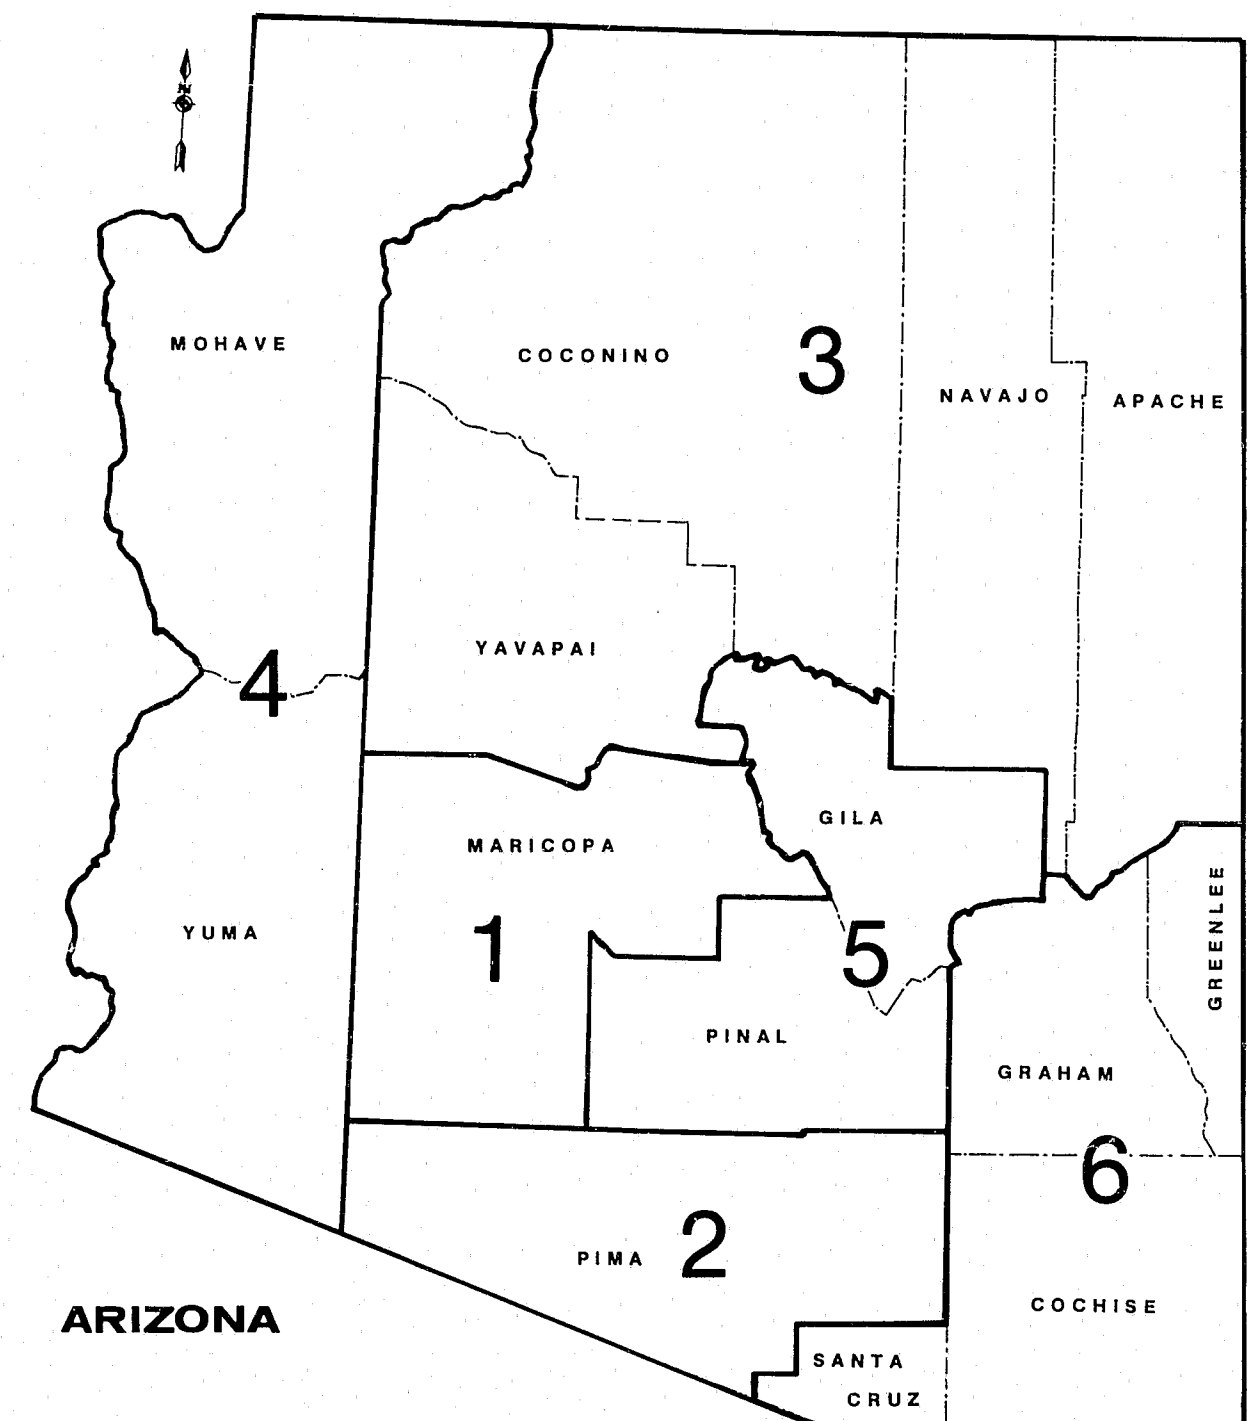 N
MOHAVE
COCONINO
3
NAVAJO
APACHE
YAVAPAI
4
GILA
MARICOPA
GREENLEE
YUMA
1
5
PINAL
GRAHAM
6
2
PIMA
COCHISE
ARIZONA
SANTA
CRUZ